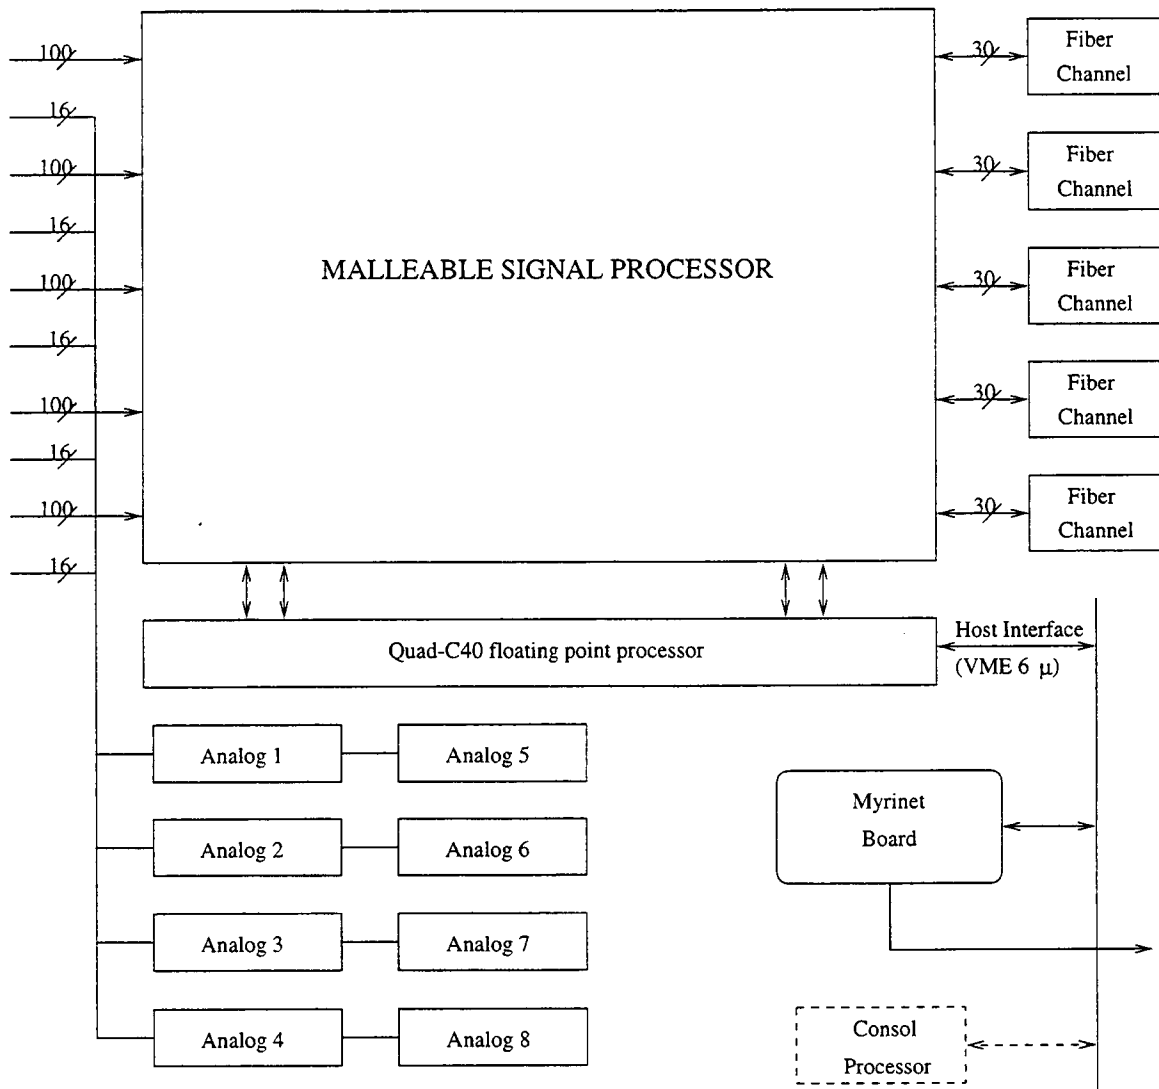 100
30
Fiber
Channel
16
100
30
Fiber
Channel
16
MALLEABLE SIGNAL PROCESSOR
100
30
Fiber
Channel
16
100
30
Fiber
Channel
16
100
30
Fiber
Channel
16
Quad-C40 floating point processor
Host Interface
(VME 6 μ)
Analog 1
Analog 5
Analog 2
Analog 6
Analog 3
Analog 7
Analog 4
Analog 8
Myrinet
Board
Consol
Processor